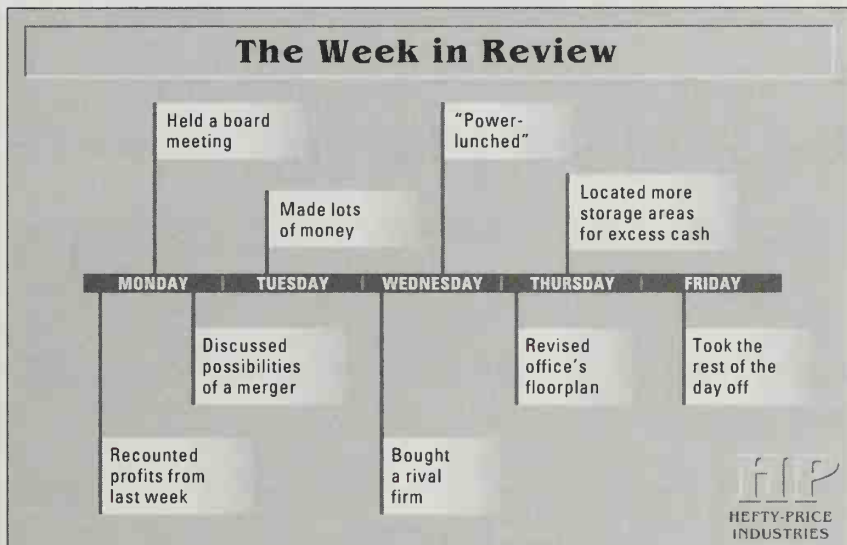 The Week in Review
Held a board
meeting
"Power-
lunched"
Made lots
of money
Located more
storage areas
for excess cash
MONDAY
TUESDAY
WEDNESDAY
THURSDAY
FRIDAY
Discussed
possibilities
of a merger
Revised
office's
floorplan
Took the
rest of the
day off
Recounted
profits from
last week
Bought
a rival
firm
HP
HEFTY-PRICE
INDUSTRIES